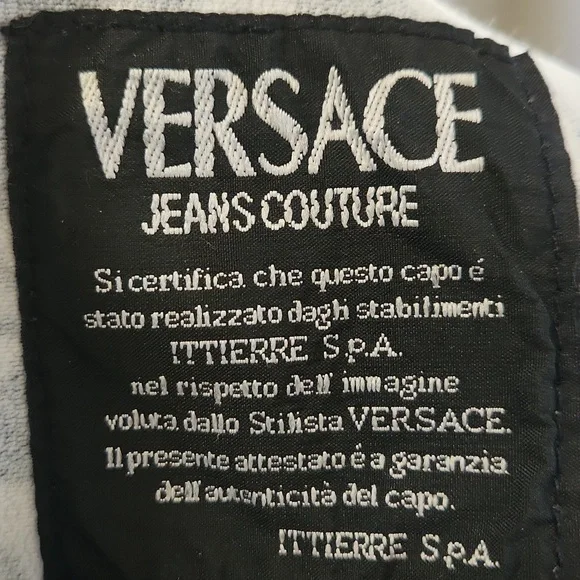 VERSACE
JEANS COUTURE
Si certifica che questo capo é
stato realizzato dagli stabilimenti
ITTIERRE S.p.A.
nel rispetto dell'immagine
voluta dallo Stilista VERSACE.
Il presente attestato é a garanzia
dell'autenticità del capo.
ITTIERRE S.p.A.